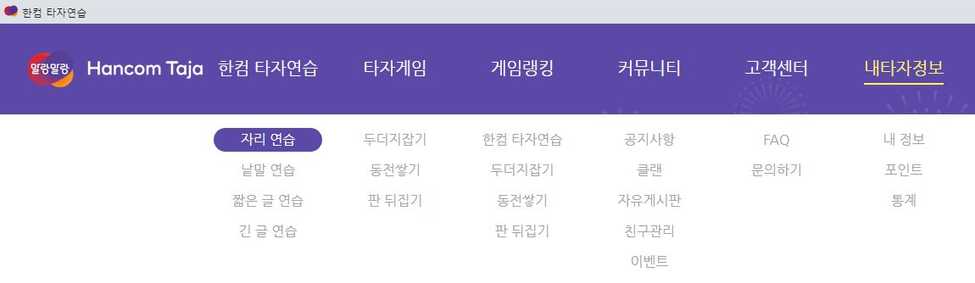 한컴 타자연습
말랑말랑 Hancom Taja 한컴 타자연습 타자게임 게임랭킹 커뮤니티 고객센터 내타자정보
자리 연습 두더지잡기 한컴 타자연습 공지사항 FAQ 내 정보
낱말 연습 동전쌓기 두더지잡기 클랜 문의하기 포인트
짧은 글 연습 판 뒤집기 동전쌓기 자유게시판 통계
긴 글 연습 판 뒤집기 친구관리
이벤트